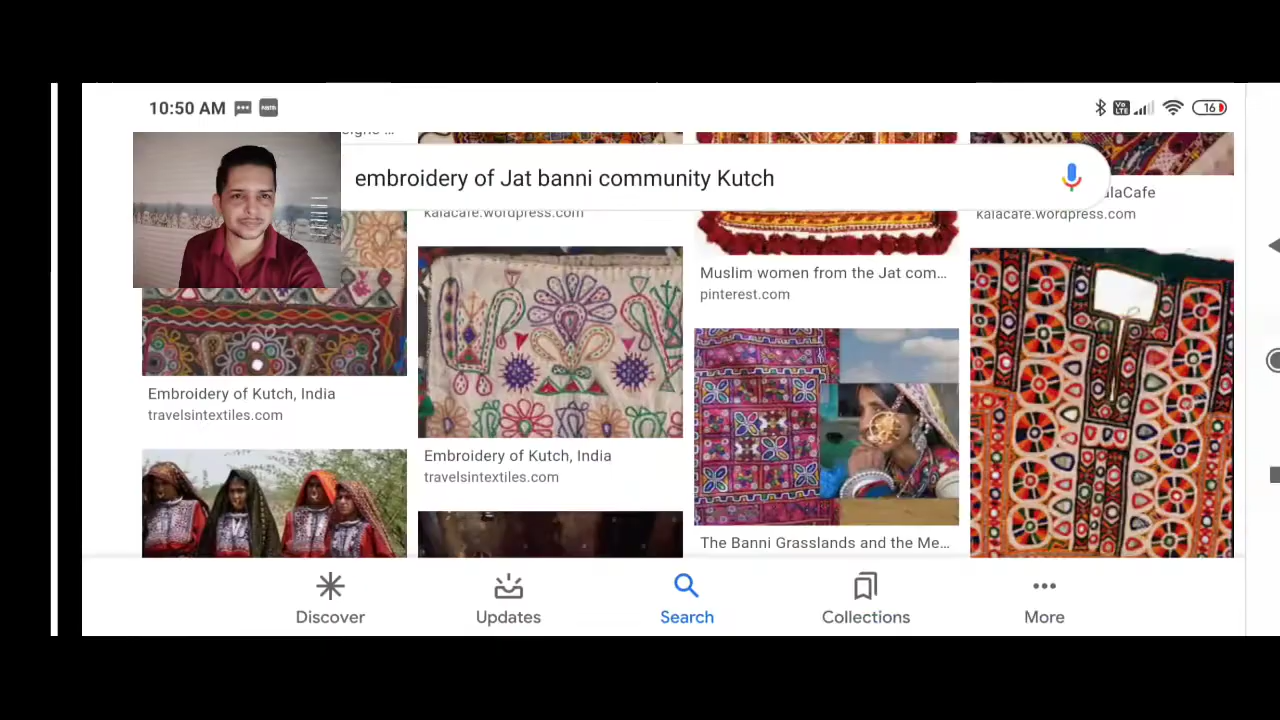 10:50 AM
Vo LTE
16
embroidery of Jat banni community Kutch
kalacafe.wordpress.com
alaCafe
kalacafe.wordpress.com
Muslim women from the Jat com...
pinterest.com
Embroidery of Kutch, India
travelsintextiles.com
Embroidery of Kutch, India
travelsintextiles.com
The Banni Grasslands and the Me...
Discover
Updates
Search
Collections
More